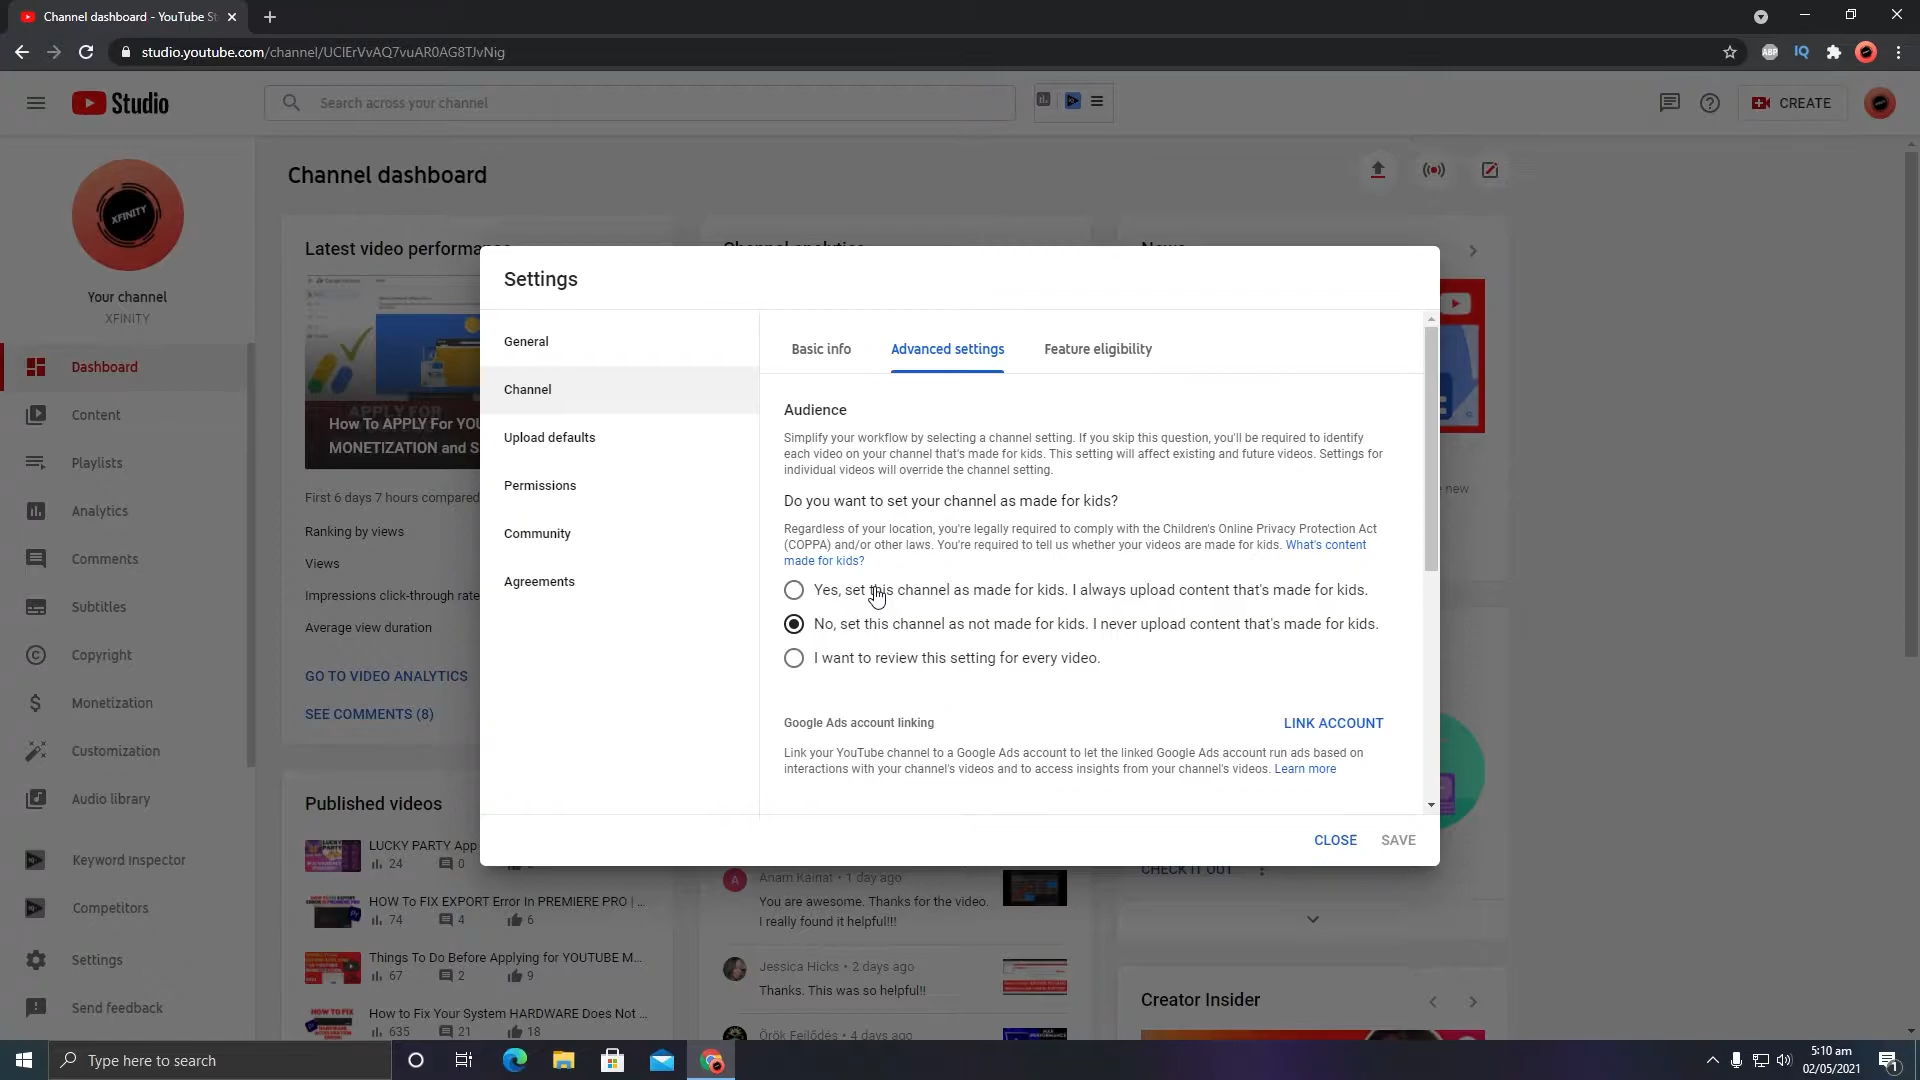 Channel dashboard - YouTube St
studio.youtube.com/channel/UClErVvAQ7vuAR0AG8TJvNig
ABP
IQ
Studio
Search across your channel
CREATE
XFINITY
Your channel
XFINITY
Dashboard
Content
Playlists
Analytics
Comments
Subtitles
Copyright
Monetization
Customization
Audio library
Keyword Inspector
Competitors
Settings
Send feedback
Channel dashboard
Latest video performance
APPLY FOR
How To APPLY For YOU
MONETIZATION and S
First 6 days 7 hours compared
Ranking by views
Views
Impressions click-through rate
Average view duration
GO TO VIDEO ANALYTICS
SEE COMMENTS (8)
Published videos
LUCKY PARTY App
24
0
HOW To FIX EXPORT Error In PREMIERE PRO | ...
74
4
6
Things To Do Before Applying for YOUTUBE M...
67
2
9
How to Fix Your System HARDWARE Does Not ...
635
21
18
Channel analytics
News
new
Settings
General
Channel
Upload defaults
Permissions
Community
Agreements
Basic info
Advanced settings
Feature eligibility
Audience
Simplify your workflow by selecting a channel setting. If you skip this question, you'll be required to identify
each video on your channel that's made for kids. This setting will affect existing and future videos. Settings for
individual videos will override the channel setting.
Do you want to set your channel as made for kids?
Regardless of your location, you're legally required to comply with the Children's Online Privacy Protection Act
(COPPA) and/or other laws. You're required to tell us whether your videos are made for kids. What's content
made for kids?
Yes, set this channel as made for kids. I always upload content that's made for kids.
No, set this channel as not made for kids. I never upload content that's made for kids.
I want to review this setting for every video.
Google Ads account linking
LINK ACCOUNT
Link your YouTube channel to a Google Ads account to let the linked Google Ads account run ads based on
interactions with your channel's videos and to access insights from your channel's videos. Learn more
CLOSE
SAVE
A
Anam Kainat • 1 day ago
You are awesome. Thanks for the video.
I really found it helpful!!!
Jessica Hicks • 2 days ago
Thanks. This was so helpful!!
Örök Fejlődés • 4 days ago
CHECK IT OUT
Creator Insider
Type here to search
5:10 am
02/05/2021
1